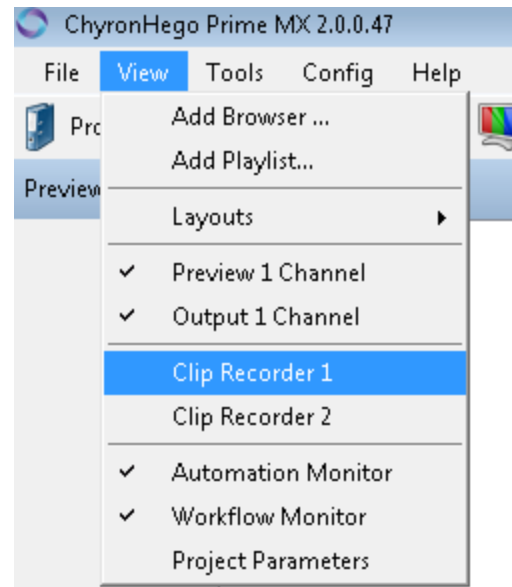 ChyronHego Prime MX 2.0.0.47
File View Tools Config Help
Add Browser ...
Add Playlist...
Preview
Layouts
Preview 1 Channel
Output 1 Channel
Clip Recorder 1
Clip Recorder 2
Automation Monitor
Workflow Monitor
Project Parameters